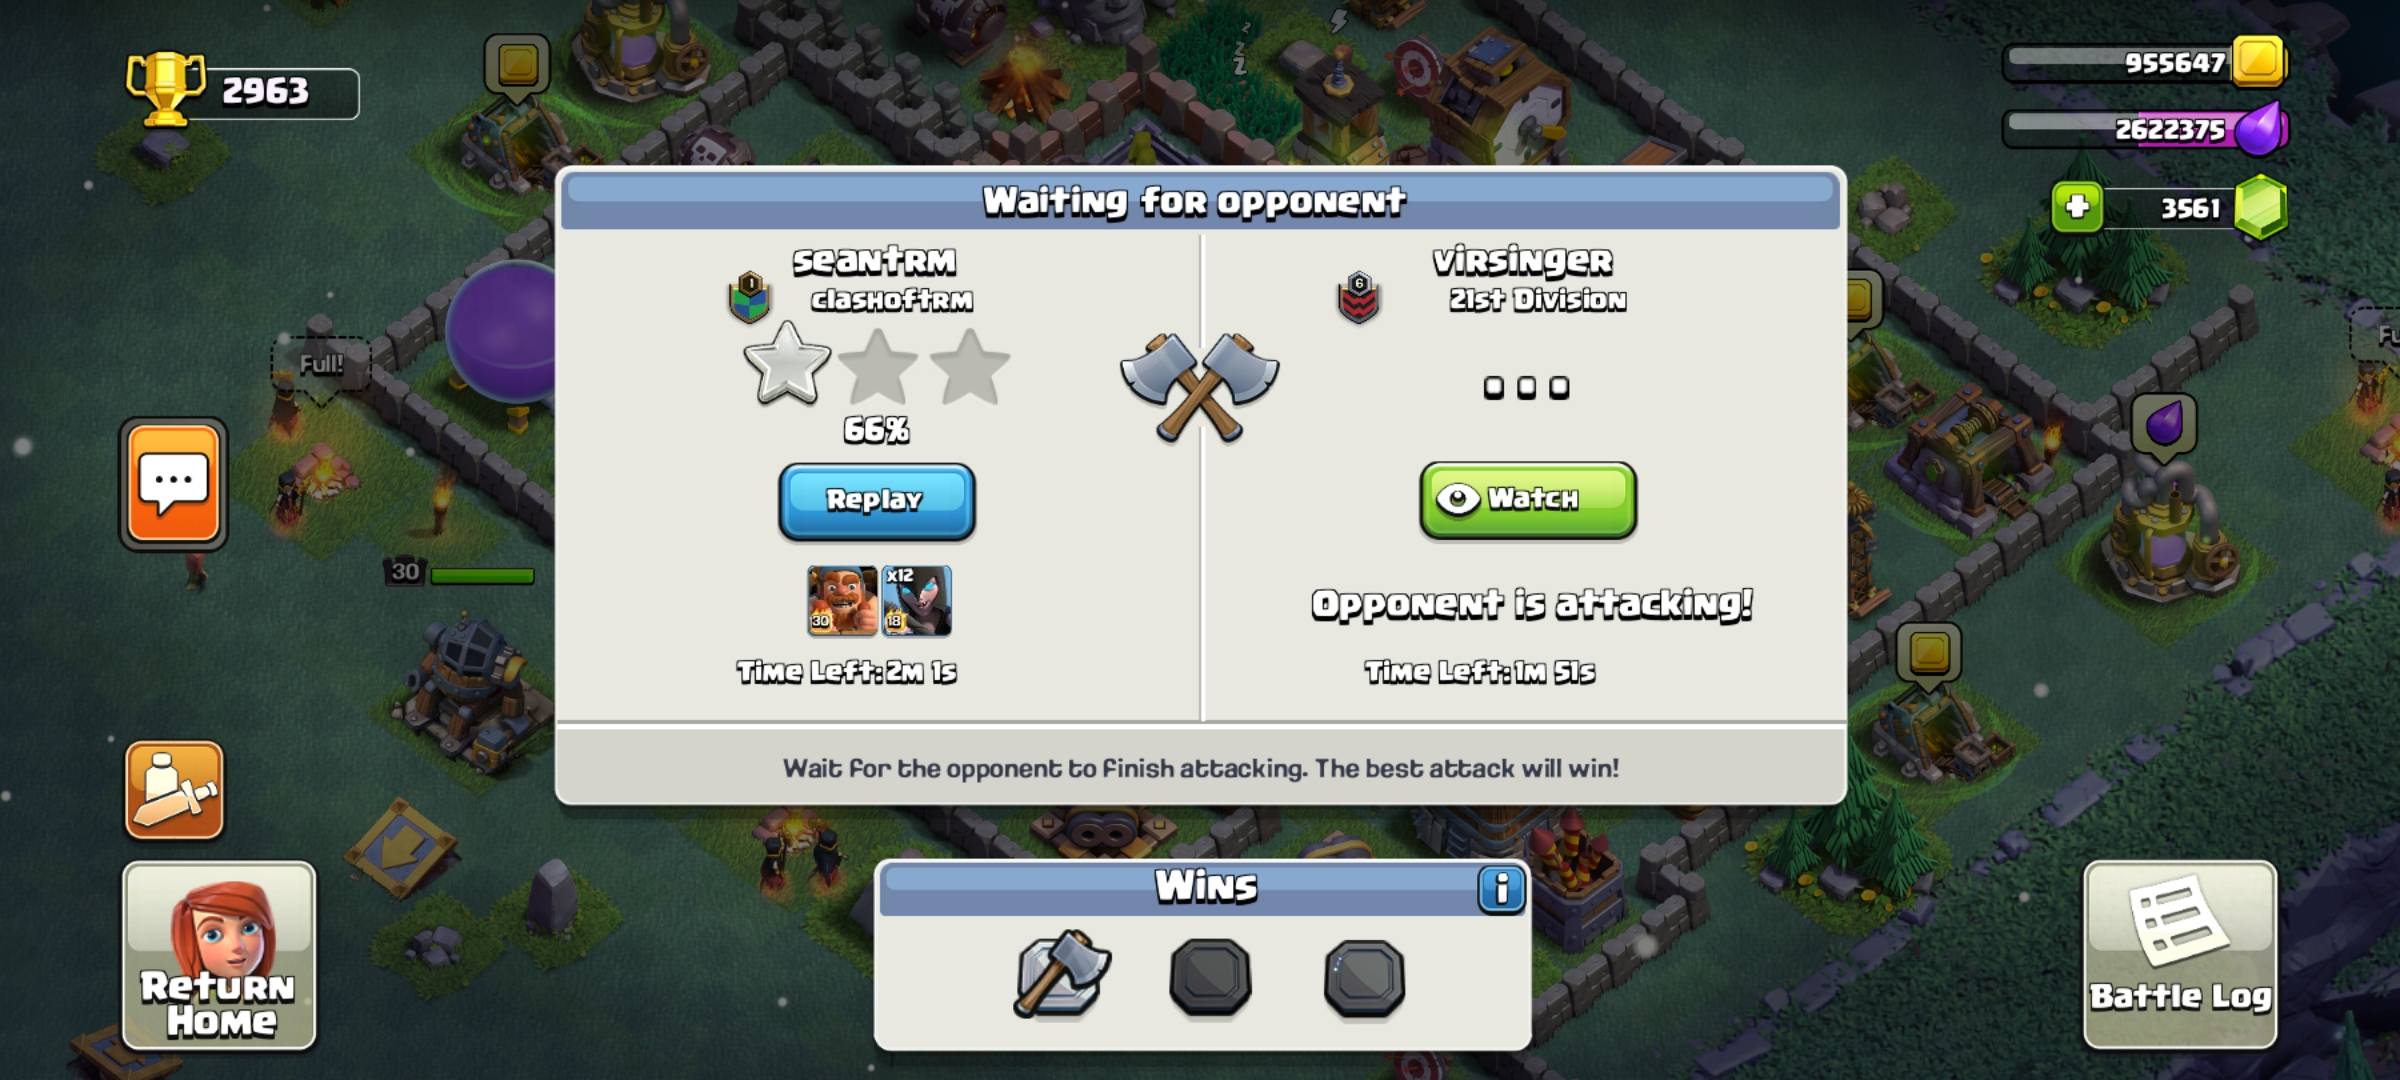 2963
955647
2622375
3561
Waiting for opponent
seantrm
1
clashoftrm
66%
Replay
30
x12
18
Time Left:2m 1s
virsinger
6
21st Division
...
Watch
Opponent is attacking!
Time Left:1m 51s
Wait for the opponent to finish attacking. The best attack will win!
Full!
30
z
z
z
Wins
i
Return
Home
Battle Log